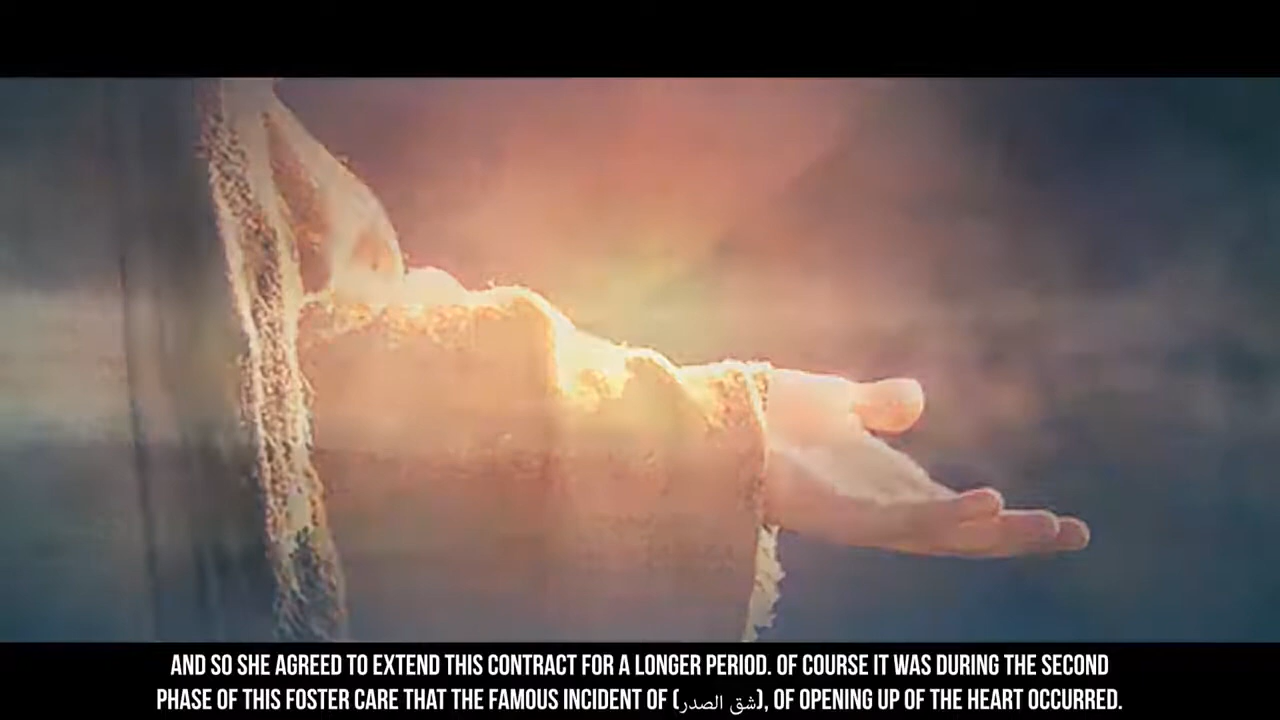 AND SO SHE AGREED TO EXTEND THIS CONTRACT FOR A LONGER PERIOD. OF COURSE IT WAS DURING THE SECOND
PHASE OF THIS FOSTER CARE THAT THE FAMOUS INCIDENT OF (شق الصدر), OF OPENING UP OF THE HEART OCCURRED.